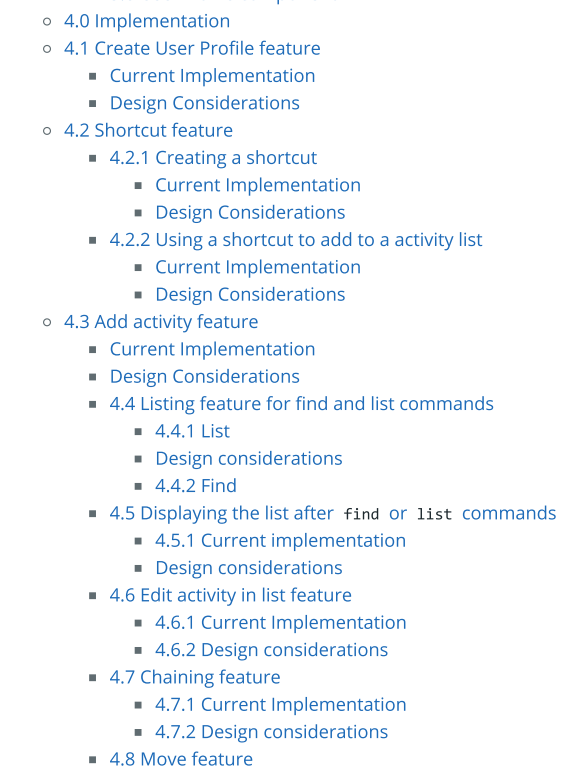 4.0 Implementation
4.1 Create User Profile feature
Current Implementation
Design Considerations
4.2 Shortcut feature
4.2.1 Creating a shortcut
Current Implementation
Design Considerations
4.2.2 Using a shortcut to add to a activity list
Current Implementation
Design Considerations
4.3 Add activity feature
Current Implementation
Design Considerations
4.4 Listing feature for find and list commands
4.4.1 List
Design considerations
4.4.2 Find
4.5 Displaying the list after find or list commands
4.5.1 Current implementation
Design considerations
4.6 Edit activity in list feature
4.6.1 Current Implementation
4.6.2 Design considerations
4.7 Chaining feature
4.7.1 Current Implementation
4.7.2 Design considerations
4.8 Move feature